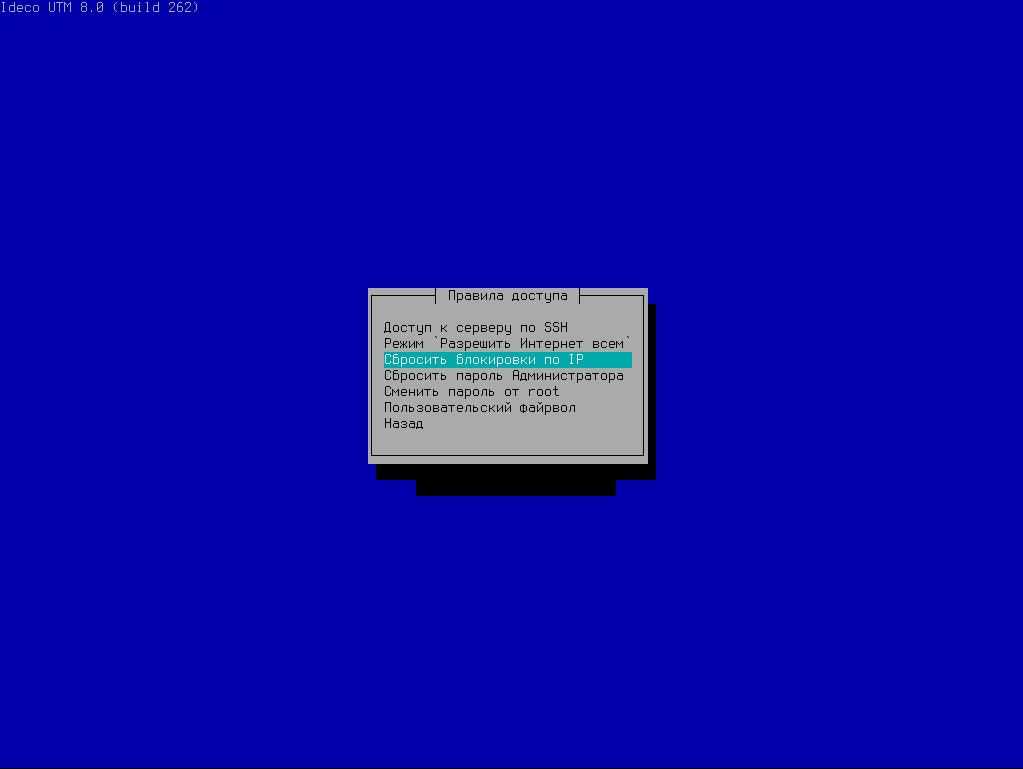 Ideco UTM 8.0 (build 262)
Правила доступа
Доступ к серверу по SSH
Режим `Разрешить Интернет всем`
Сбросить блокировки по IP
Сбросить пароль Администратора
Сменить пароль от root
Пользовательский файрвол
Назад